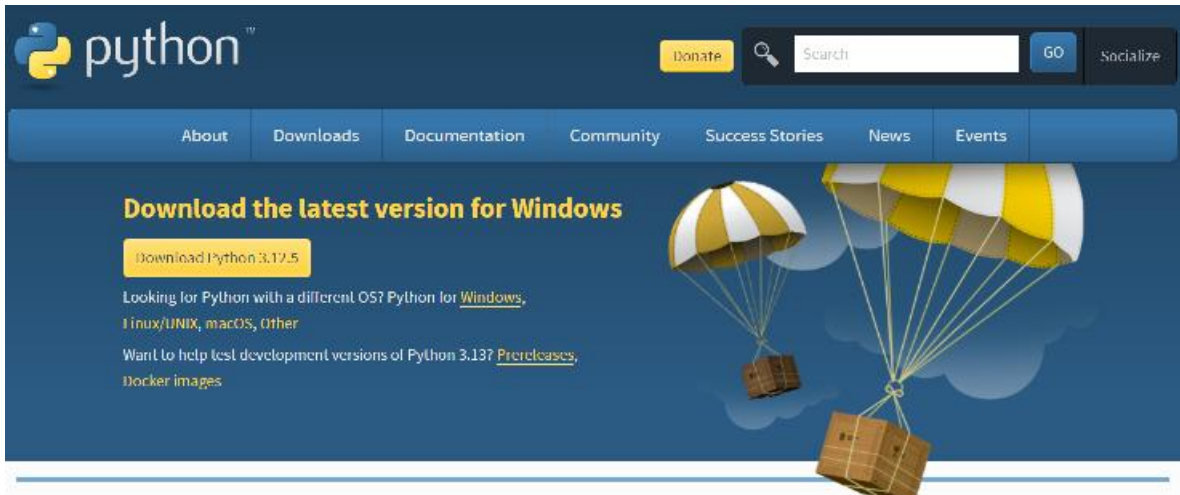 python™
Donate
Search
GO
Socialize
About Downloads Documentation Community Success Stories News Events
Download the latest version for Windows
Download Python 3.12.5
Looking for Python with a different OS? Python for Windows,
Linux/UNIX, macOS, Other
Want to help test development versions of Python 3.13? Prereleases,
Docker images